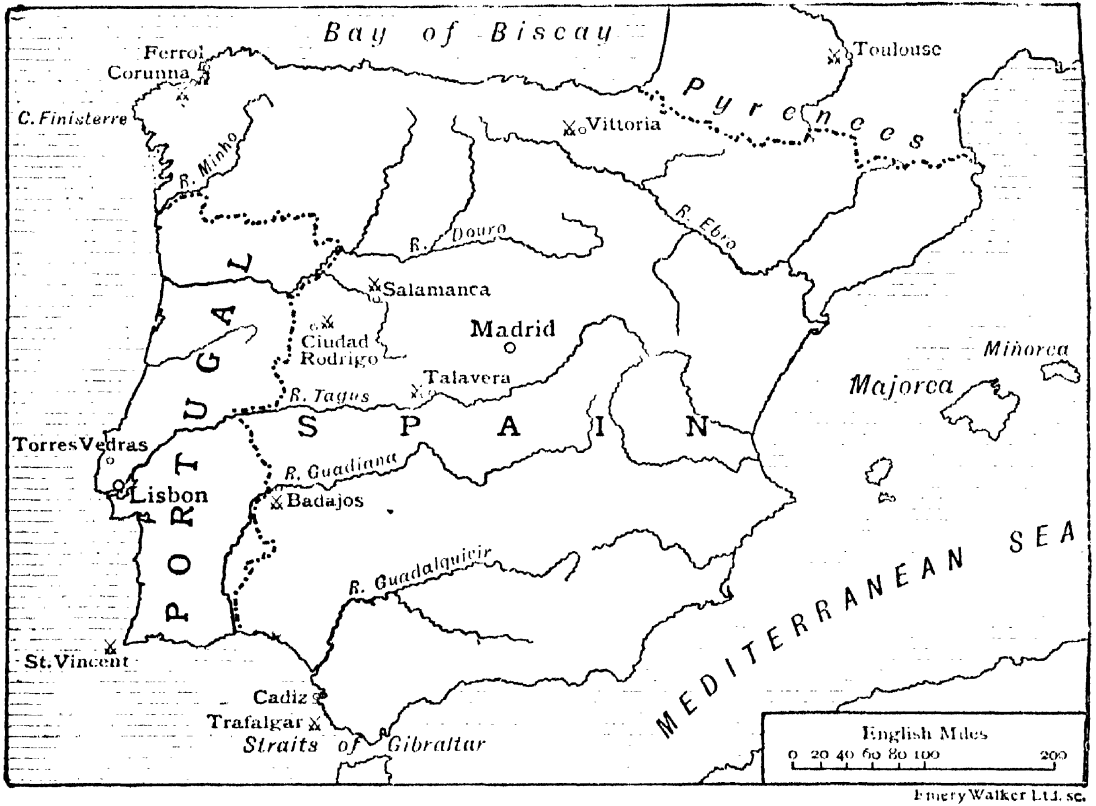 Bay of Biscay
Ferrol
Corunna
Toulouse
C. Finisterre
Pyrenees
Vittoria
R. Minho
R. Ebro
R. Douro
Salamanca
Ciudad
Rodrigo
Madrid
Minorca
Majorca
Talavera
R. Tagus
SPAIN
PORTUGAL
Torres Vedras
R. Guadiana
Lisbon
Badajos
R. Guadalquivir
MEDITERRANEAN SEA
St. Vincent
Cadiz
Trafalgar
Straits of Gibraltar
English Miles
0 20 40 60 80 100 200
Emery Walker Ltd. sc.